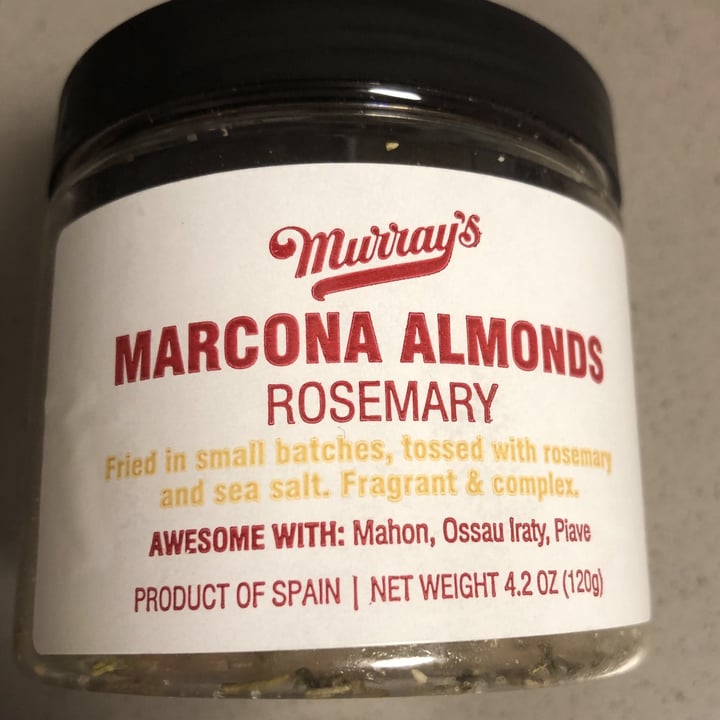 Murray's
MARCONA ALMONDS
ROSEMARY
Fried in small batches, tossed with rosemary
and sea salt. Fragrant & complex.
AWESOME WITH: Mahon, Ossau Iraty, Piave
PRODUCT OF SPAIN | NET WEIGHT 4.2 OZ (120g)